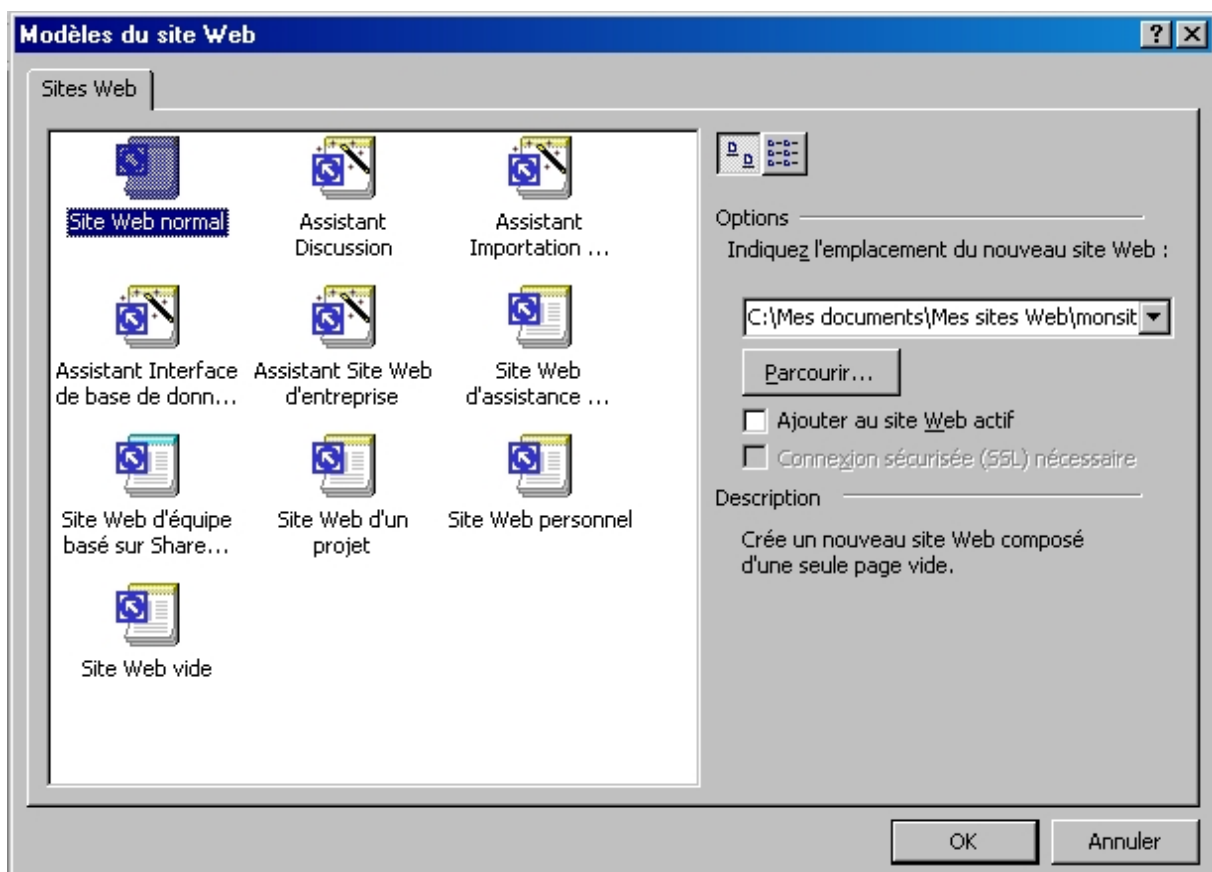 Modèles du site Web
Sites Web
Site Web normal
Assistant
Discussion
Assistant
Importation ...
Assistant Interface
de base de donn...
Assistant Site Web
d'entreprise
Site Web
d'assistance ...
Site Web d'équipe
basé sur Share...
Site Web d'un
projet
Site Web personnel
Site Web vide
Options
Indiquez l'emplacement du nouveau site Web :
C:\Mes documents\Mes sites Web\monsit
Parcourir...
Ajouter au site Web actif
Connexion sécurisée (SSL) nécessaire
Description
Crée un nouveau site Web composé
d'une seule page vide.
OK
Annuler